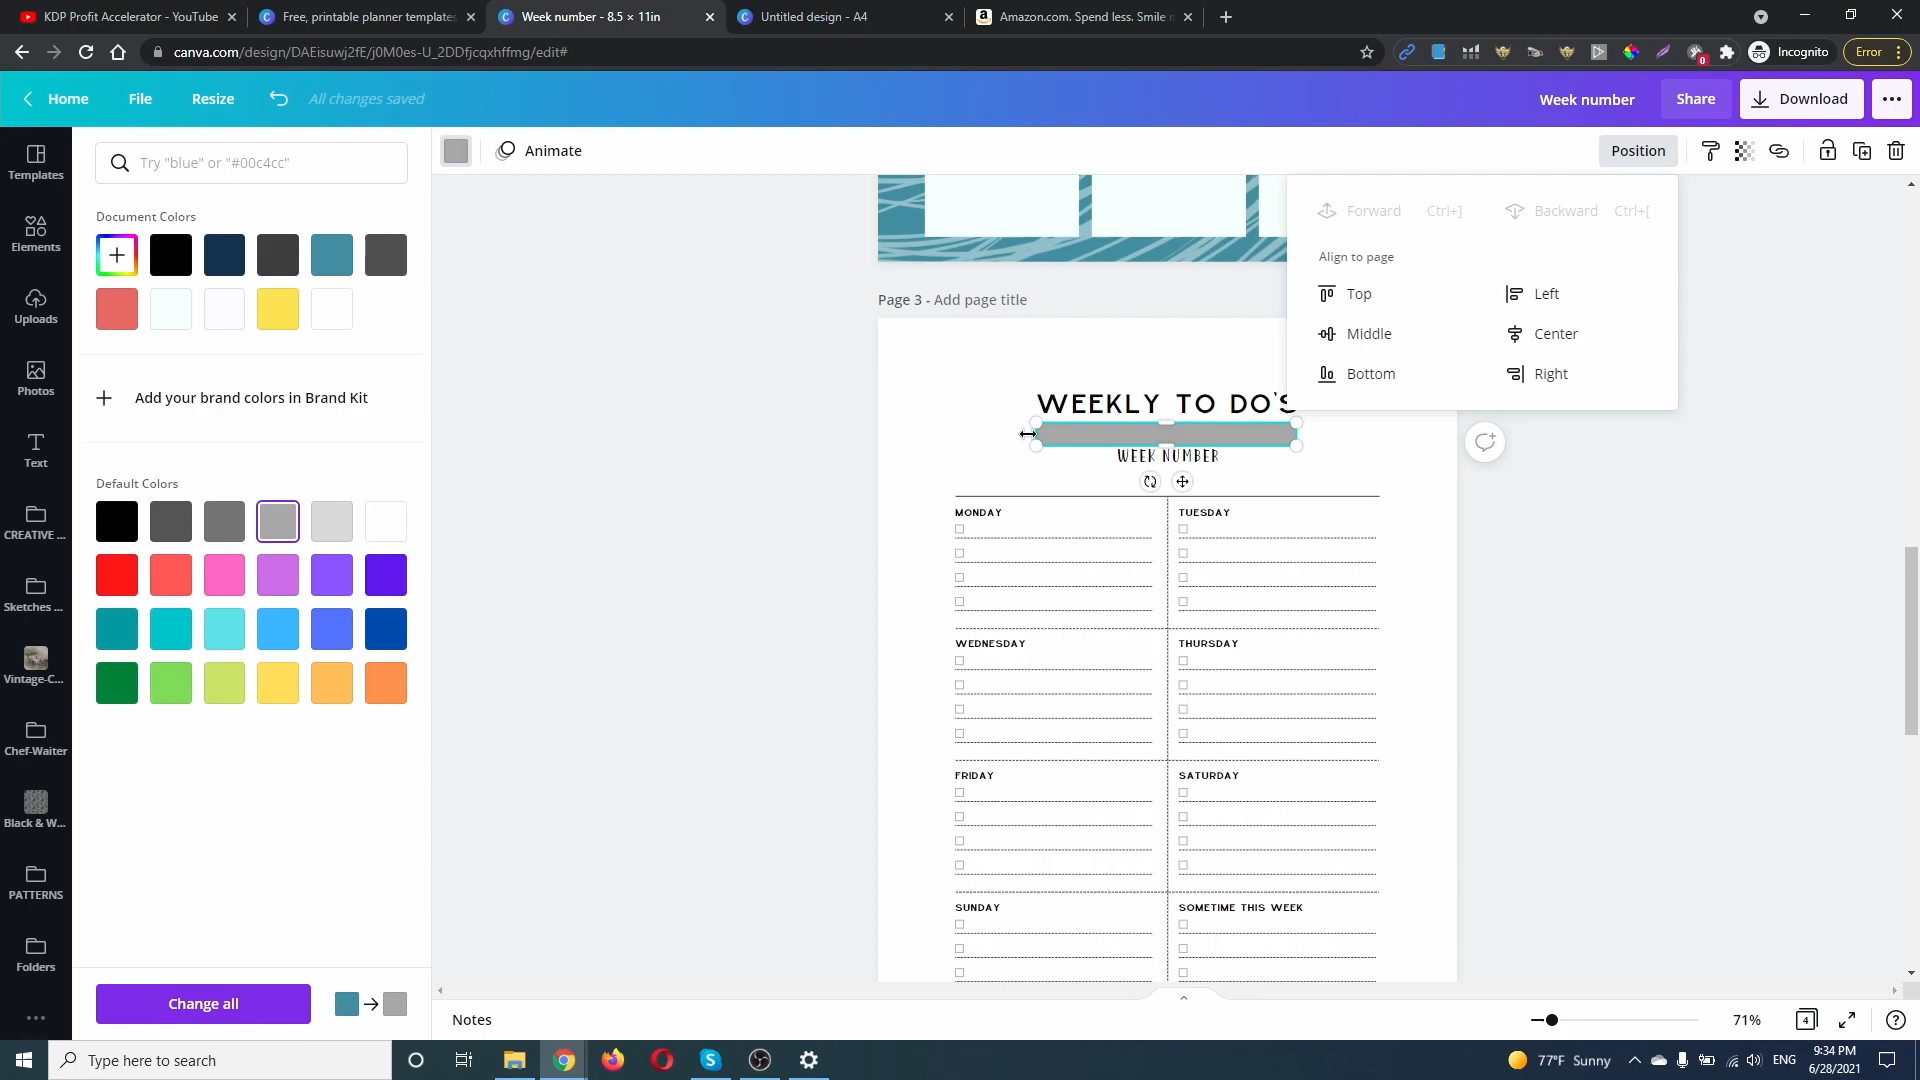 KDP Profit Accelerator - YouTube
Free, printable planner templates
Week number - 8.5 × 11in
Untitled design - A4
Amazon.com. Spend less. Smile m
canva.com/design/DAEisuwj2fE/j0M0es-U_2DDfjcqxhffmg/edit#
0
Incognito
Error
Home
File
Resize
All changes saved
Week number
Share
Download
Templates
Elements
Uploads
Photos
Text
CREATIVE ...
Sketches ...
Vintage-C...
Chef-Waiter
Black & W...
PATTERNS
Folders
Try "blue" or "#00c4cc"
Document Colors
Add your brand colors in Brand Kit
Default Colors
Change all
Animate
Position
Forward Ctrl+]
Backward Ctrl+[
Align to page
Top
Left
Middle
Center
Bottom
Right
Page 3 - Add page title
WEEKLY TO DO'S
WEEK NUMBER
MONDAY
TUESDAY
WEDNESDAY
THURSDAY
FRIDAY
SATURDAY
SUNDAY
SOMETIME THIS WEEK
Notes
71%
4
Type here to search
77°F Sunny
ENG
9:34 PM
6/28/2021